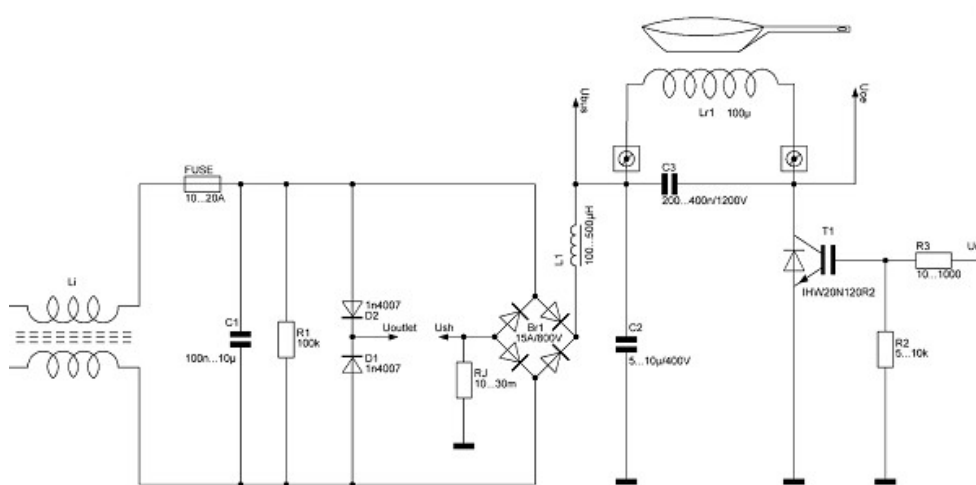 Lr1 100µ
Ubus
Uce
FUSE
10...20A
C3
200...400n/1200V
100...500µH
L1
T1
R3
10...1000
IHW20N120R2
Li
1n4007
D2
C1
100n...10µ
R1
100k
Uoutlet
Ush
Br1
15A/800V
D1
1n4007
RJ
10...30m
C2
5...10µ/400V
R2
5...10k